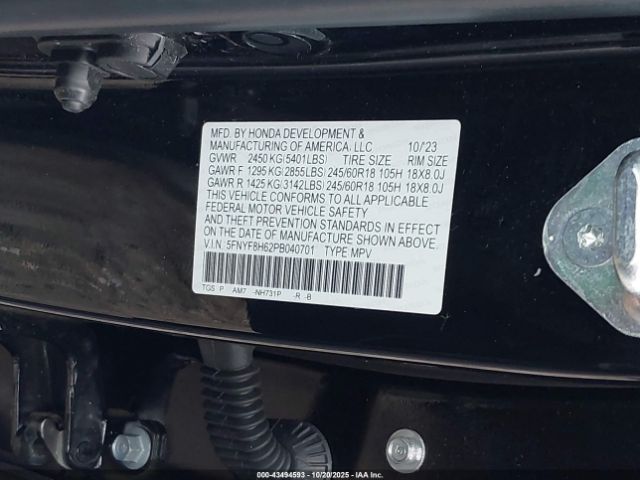 MFD. BY HONDA DEVELOPMENT &
MANUFACTURING OF AMERICA, LLC 10/'23
GVWR 2450 KG(5401LBS) TIRE SIZE RIM SIZE
GAWR F 1295 KG(2855LBS) 245/60R18 105H 18X8.0J
GAWR R 1425 KG(3142LBS) 245/60R18 105H 18X8.0J
THIS VEHICLE CONFORMS TO ALL APPLICABLE
FEDERAL MOTOR VEHICLE SAFETY
AND THEFT PREVENTION STANDARDS IN EFFECT
ON THE DATE OF MANUFACTURE SHOWN ABOVE.
V.I.N: 5FNYF8H62PB040701 TYPE MPV
TGS P AM7 -NH731P -R -B
00-43494593 - 10/20/2025 - IAA Inc.